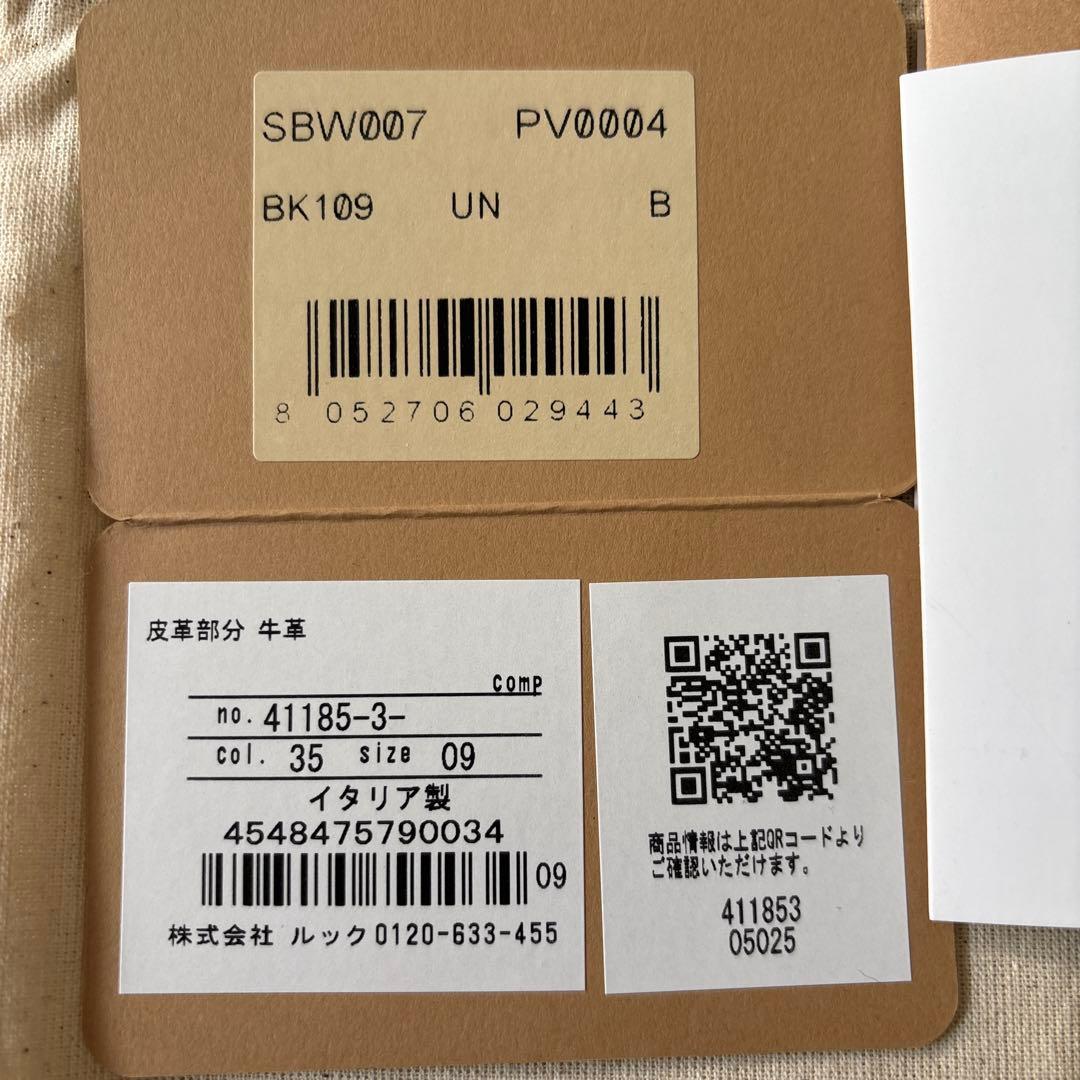 SBW007 PV0004
BK109 UN B
8 052706 029443
皮革部分 牛革
comp
no. 41185-3-
col. 35 size 09
イタリア製
4548475790034
09
株式会社 ルック 0120-633-455
商品情報は上記QRコードより
ご確認いただけます。
411853
05025